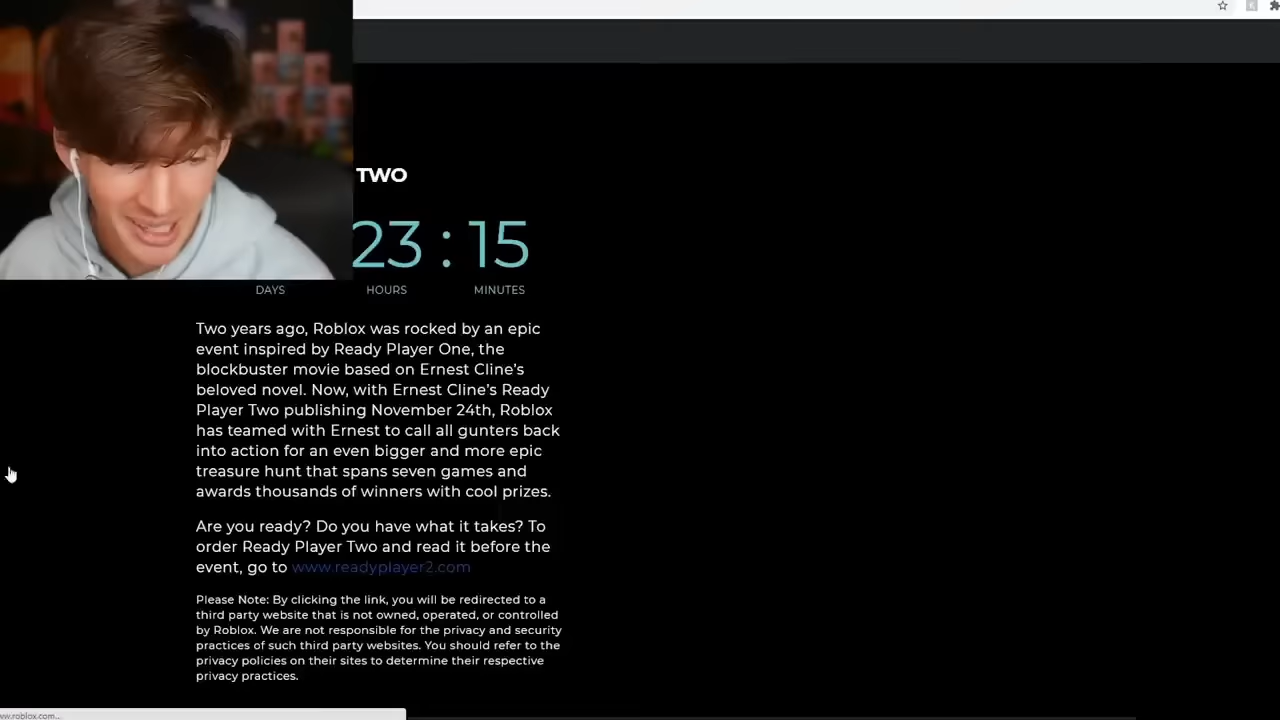 TWO
23 : 15
DAYS HOURS MINUTES
Two years ago, Roblox was rocked by an epic
event inspired by Ready Player One, the
blockbuster movie based on Ernest Cline's
beloved novel. Now, with Ernest Cline's Ready
Player Two publishing November 24th, Roblox
has teamed with Ernest to call all gunters back
into action for an even bigger and more epic
treasure hunt that spans seven games and
awards thousands of winners with cool prizes.
Are you ready? Do you have what it takes? To
order Ready Player Two and read it before the
event, go to www.readyplayer2.com
Please Note: By clicking the link, you will be redirected to a
third party website that is not owned, operated, or controlled
by Roblox. We are not responsible for the privacy and security
practices of such third party websites. You should refer to the
privacy policies on their sites to determine their respective
privacy practices.
ww.roblox.com...